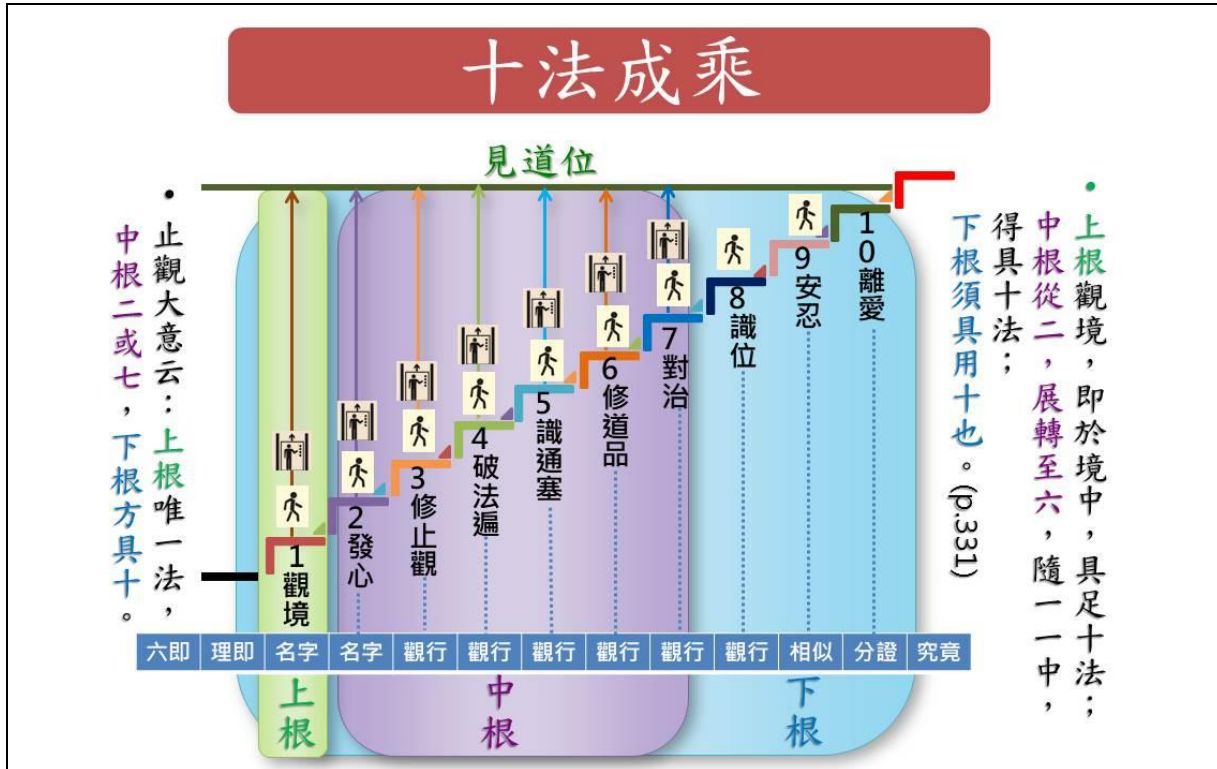 十法成乘
見道位
• 上根觀境，即於境中，具足十法；
中根從二，展轉至六，隨一一中，
得具十法；
下根須具用十也。(p.331)
1觀境
2發心
3修止觀
4破法遍
5識通塞
6修道品
7對治
8識位
9安忍
10離愛
• 止觀大意云：上根唯一法，
中根二或七，下根方具十。
六即 理即 名字 名字 觀行 觀行 觀行 觀行 觀行 觀行 相似 分證 究竟
上根 中根 下根